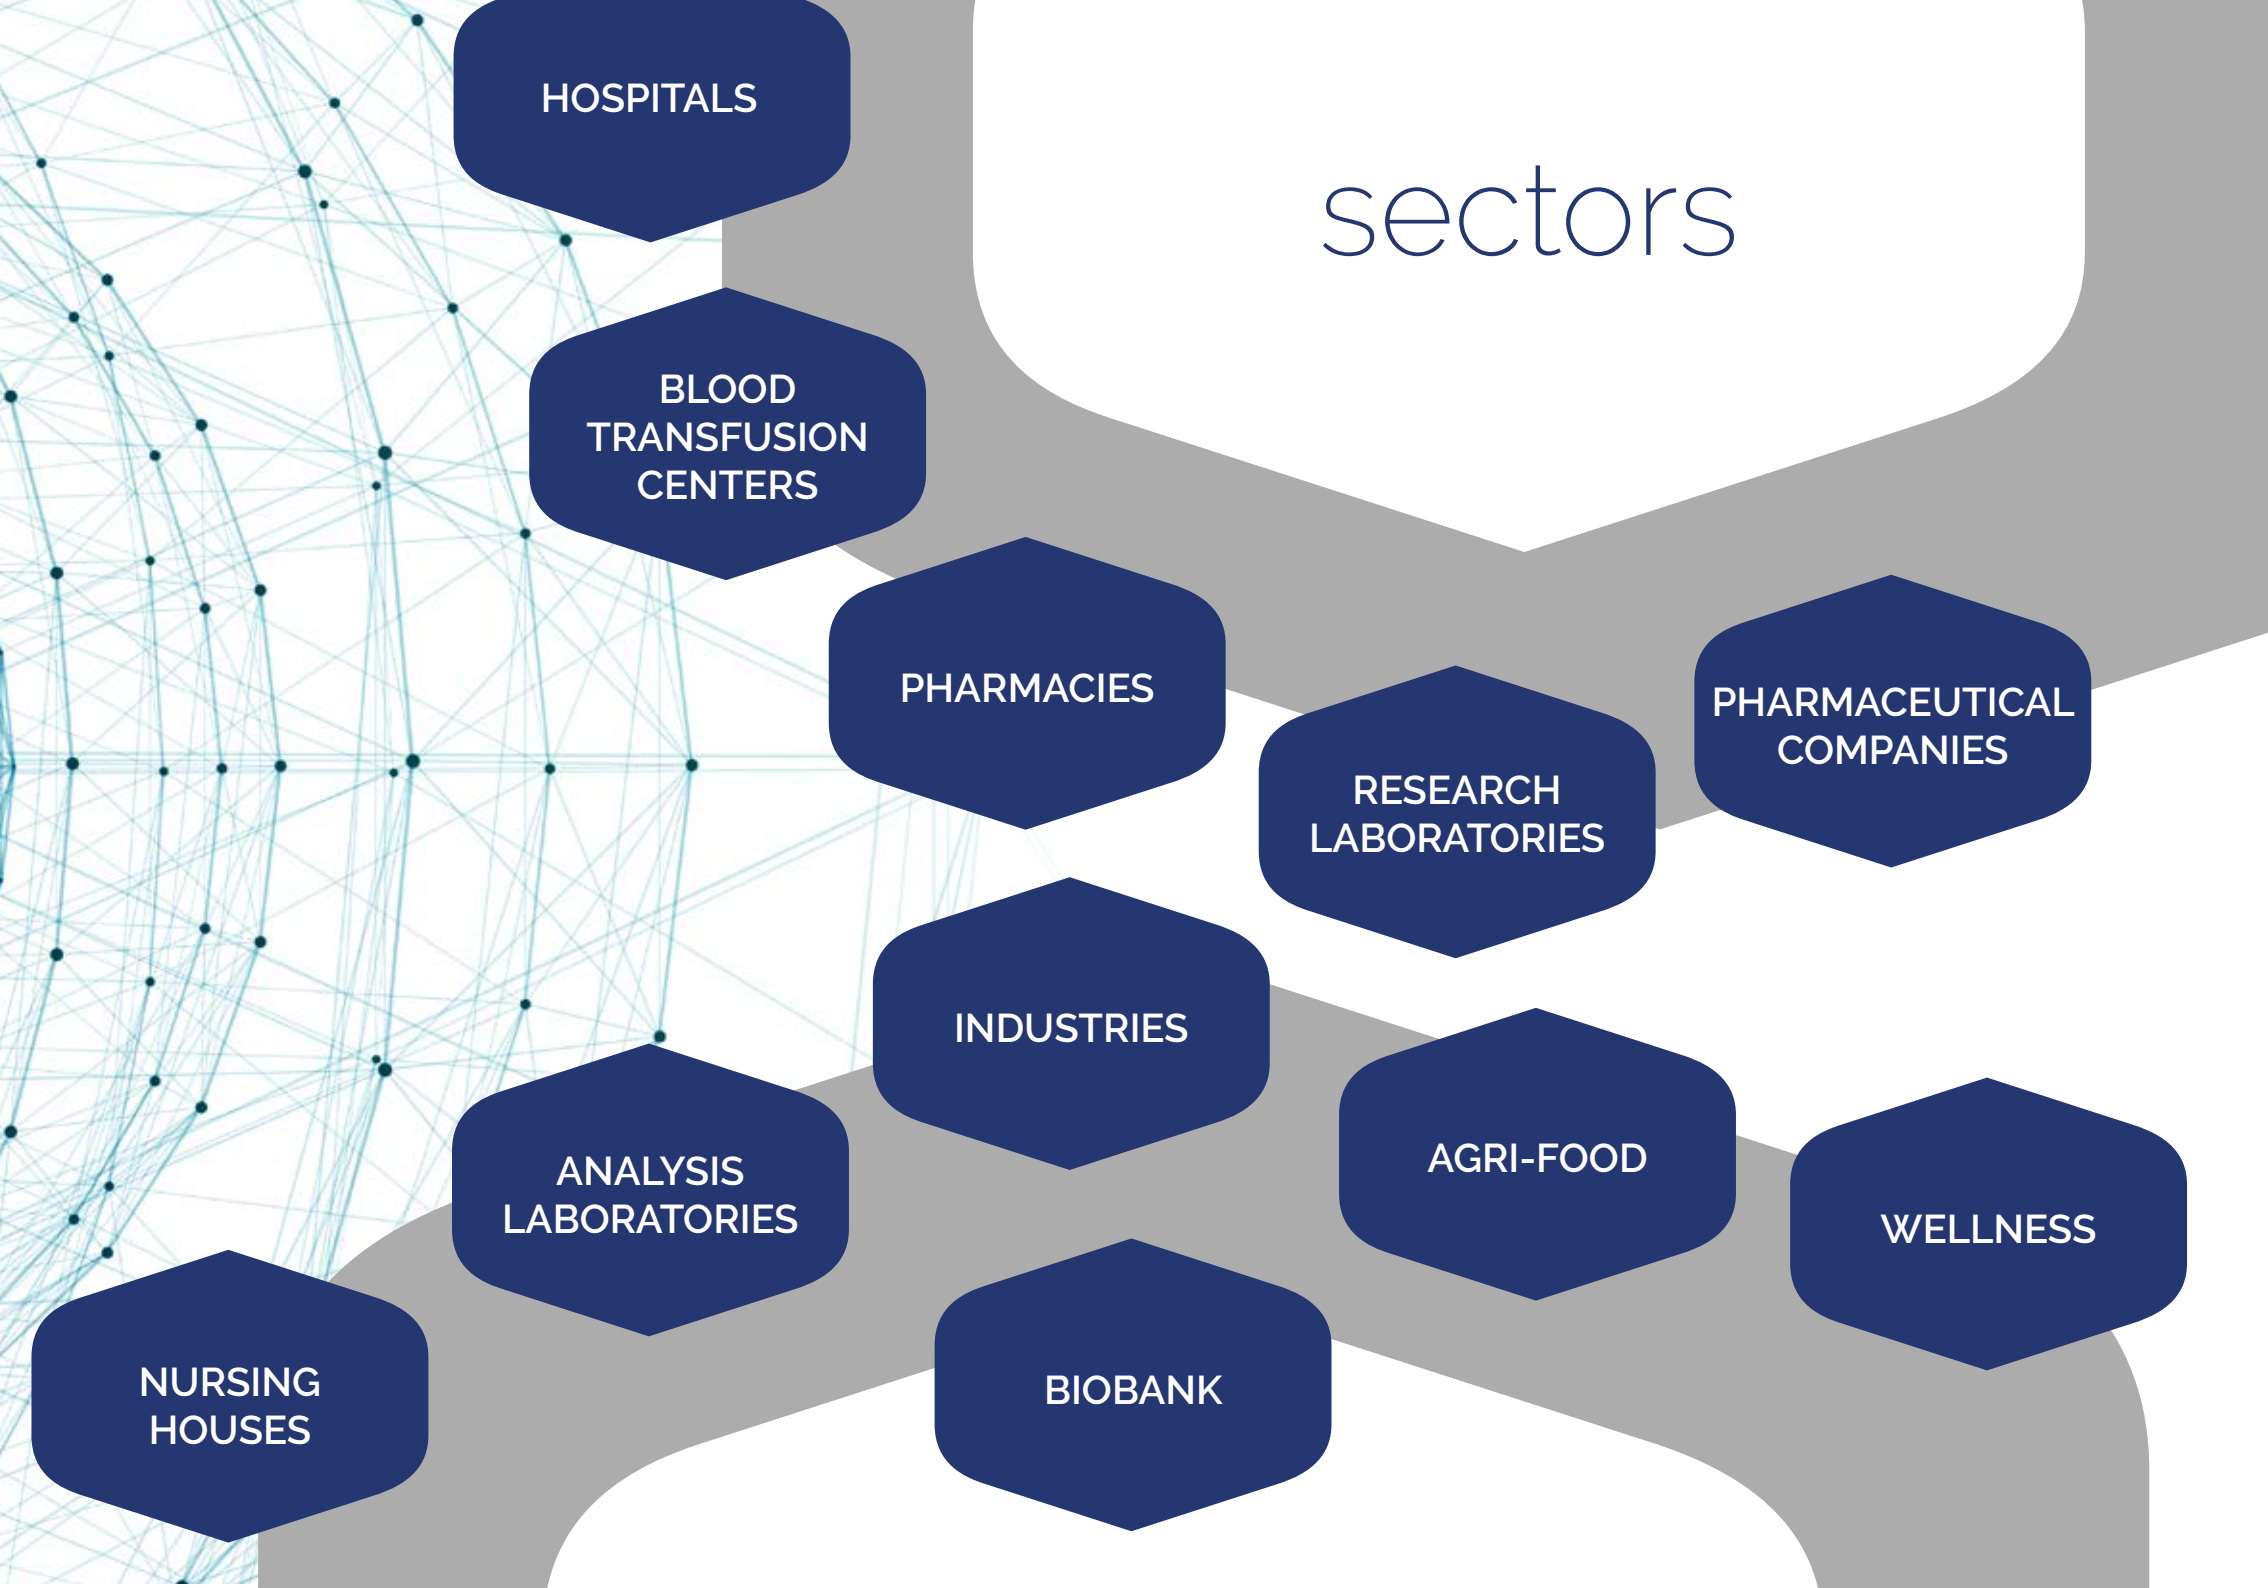 HOSPITALS
sectors
BLOOD
TRANSFUSION
CENTERS
PHARMACIES
PHARMACEUTICAL
COMPANIES
RESEARCH
LABORATORIES
INDUSTRIES
AGRI-FOOD
ANALYSIS
LABORATORIES
WELLNESS
NURSING
HOUSES
BIOBANK